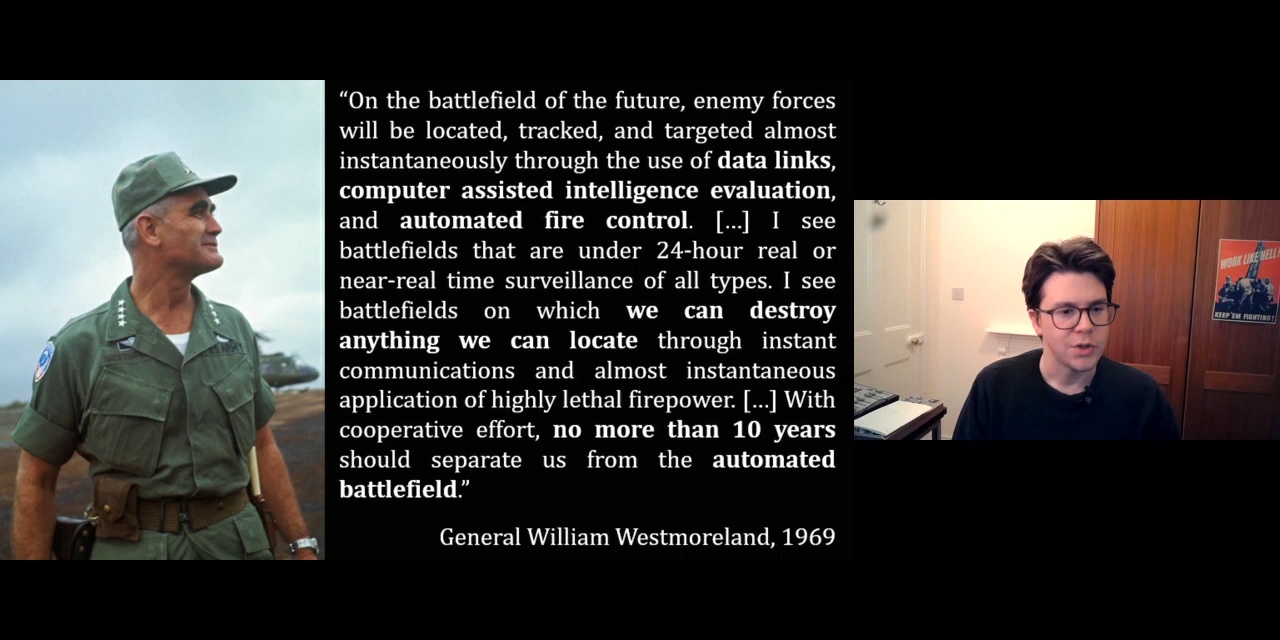 “On the battlefield of the future, enemy forces
will be located, tracked, and targeted almost
instantaneously through the use of data links,
computer assisted intelligence evaluation,
and automated fire control. [...] I see
battlefields that are under 24-hour real or
near-real time surveillance of all types. I see
battlefields on which we can destroy
anything we can locate through instant
communications and almost instantaneous
application of highly lethal firepower. [...] With
cooperative effort, no more than 10 years
should separate us from the automated
battlefield.”
General William Westmoreland, 1969
WORK LIKE HELL!
KEEP 'EM FIGHTING!